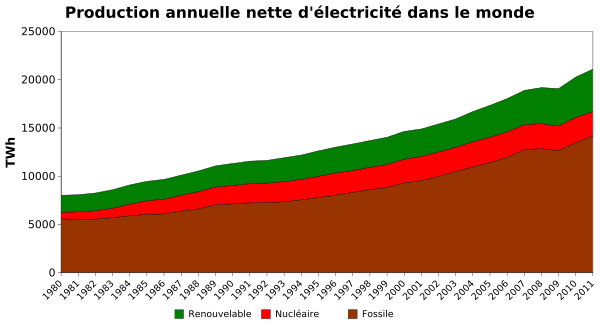 Production annuelle nette d'électricité dans le monde
25000
20000
15000
10000
5000
0
TWh
1980 1981 1982 1983 1984 1985 1986 1987 1988 1989 1990 1991 1992 1993 1994 1995 1996 1997 1998 1999 2000 2001 2002 2003 2004 2005 2006 2007 2008 2009 2010 2011
Renouvelable Nucléaire Fossile